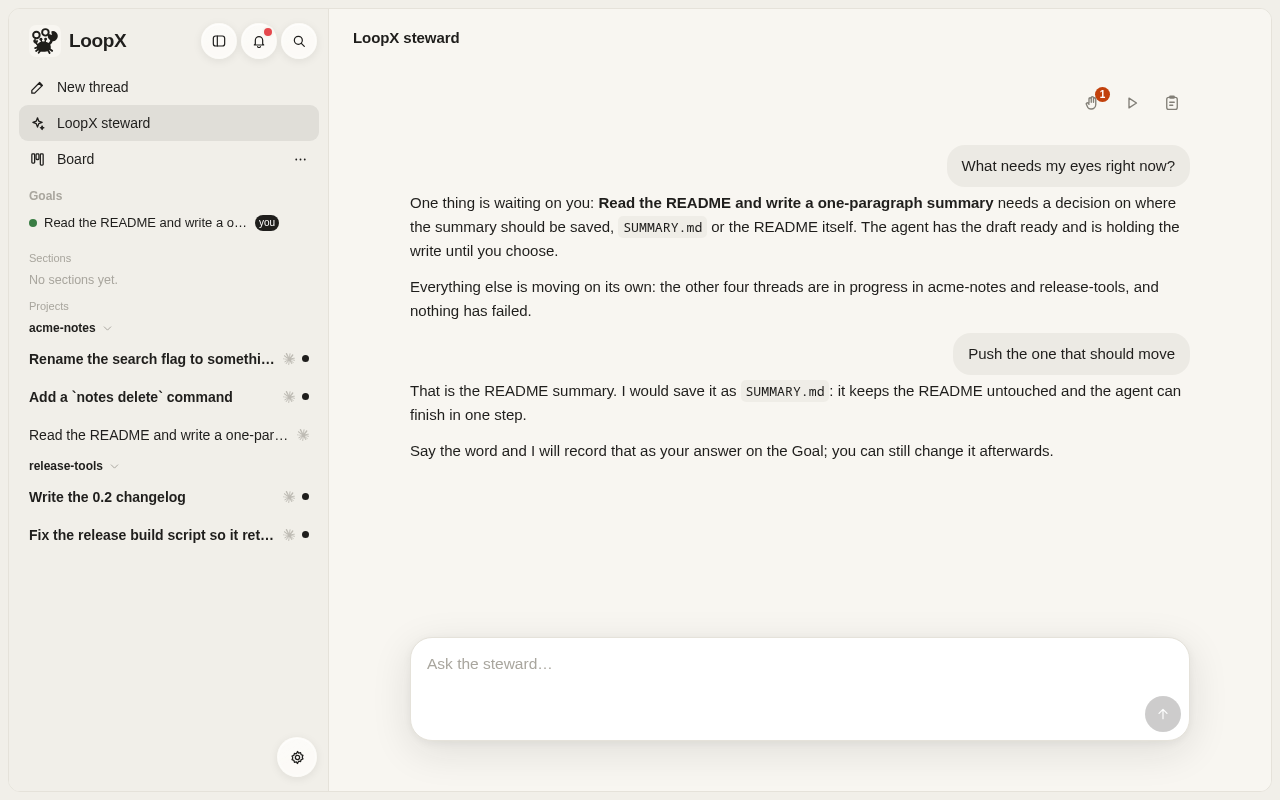 LoopX
New thread
LoopX steward
Board
Goals
Read the README and write a o… you
Sections
No sections yet.
Projects
acme-notes
Rename the search flag to somethi…
Add a `notes delete` command
Read the README and write a one-par…
release-tools
Write the 0.2 changelog
Fix the release build script so it ret…
LoopX steward
1
What needs my eyes right now?
One thing is waiting on you: Read the README and write a one-paragraph summary needs a decision on where
the summary should be saved, SUMMARY.md or the README itself. The agent has the draft ready and is holding the
write until you choose.
Everything else is moving on its own: the other four threads are in progress in acme-notes and release-tools, and
nothing has failed.
Push the one that should move
That is the README summary. I would save it as SUMMARY.md: it keeps the README untouched and the agent can
finish in one step.
Say the word and I will record that as your answer on the Goal; you can still change it afterwards.
Ask the steward…